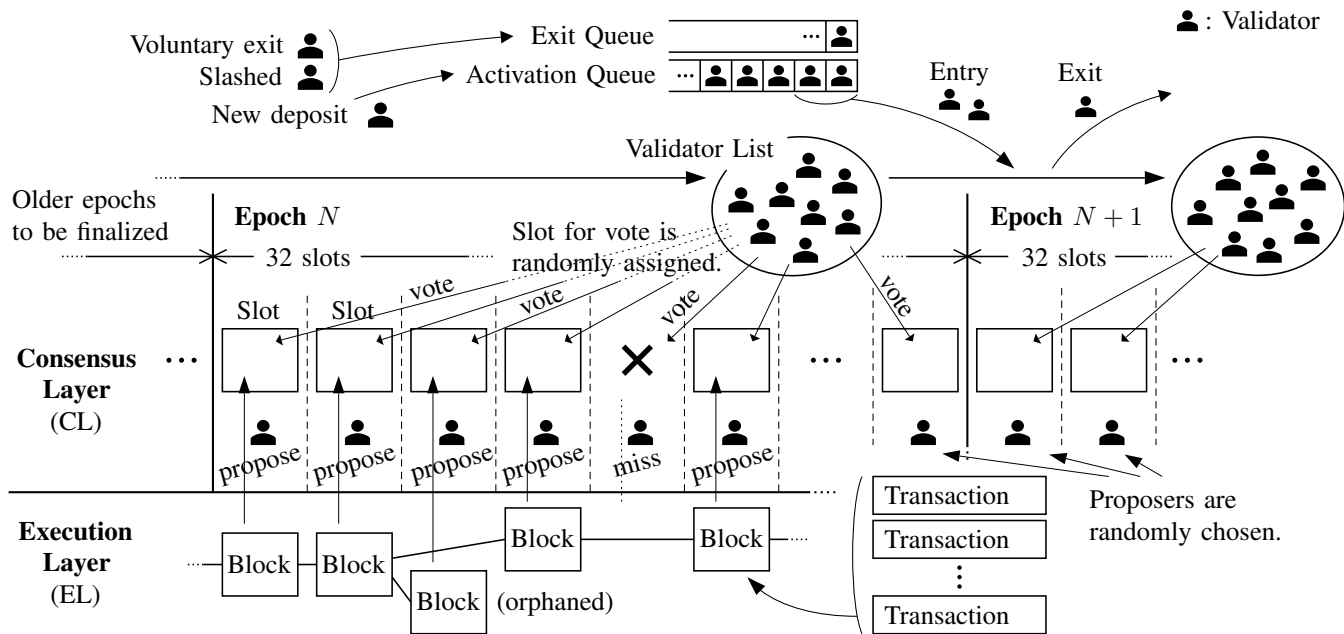 Voluntary exit
Slashed
New deposit
Exit Queue
...
Activation Queue
...
Entry
Exit
: Validator
Validator List
Older epochs
to be finalized
Epoch N
32 slots
Slot for vote is
randomly assigned.
Epoch N + 1
32 slots
vote
vote
vote
vote
Slot
Slot
Consensus
Layer
(CL)
...
...
...
propose
propose
propose
propose
miss
propose
Proposers are
randomly chosen.
Execution
Layer
(EL)
Block
Block
Block
(orphaned)
Block
Block
Transaction
Transaction
...
Transaction